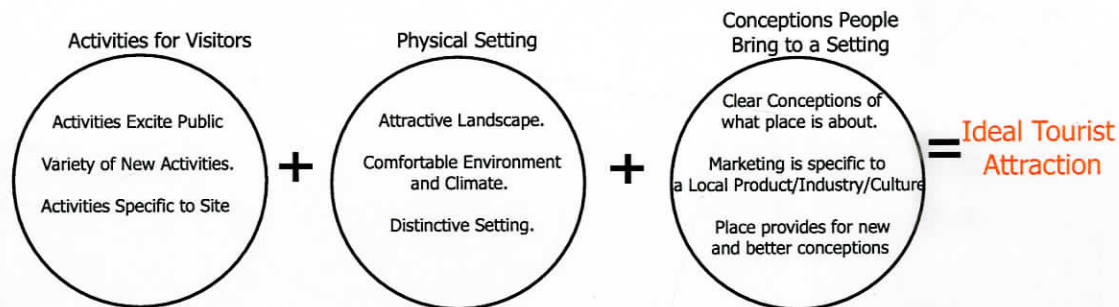 Activities for Visitors
Activities Excite Public
Variety of New Activities.
Activities Specific to Site
+
Physical Setting
Attractive Landscape.
Comfortable Environment
and Climate.
Distinctive Setting.
+
Conceptions People
Bring to a Setting
Clear Conceptions of
what place is about.
Marketing is specific to
a Local Product/Industry/Culture
Place provides for new
and better conceptions
=
Ideal Tourist
Attraction